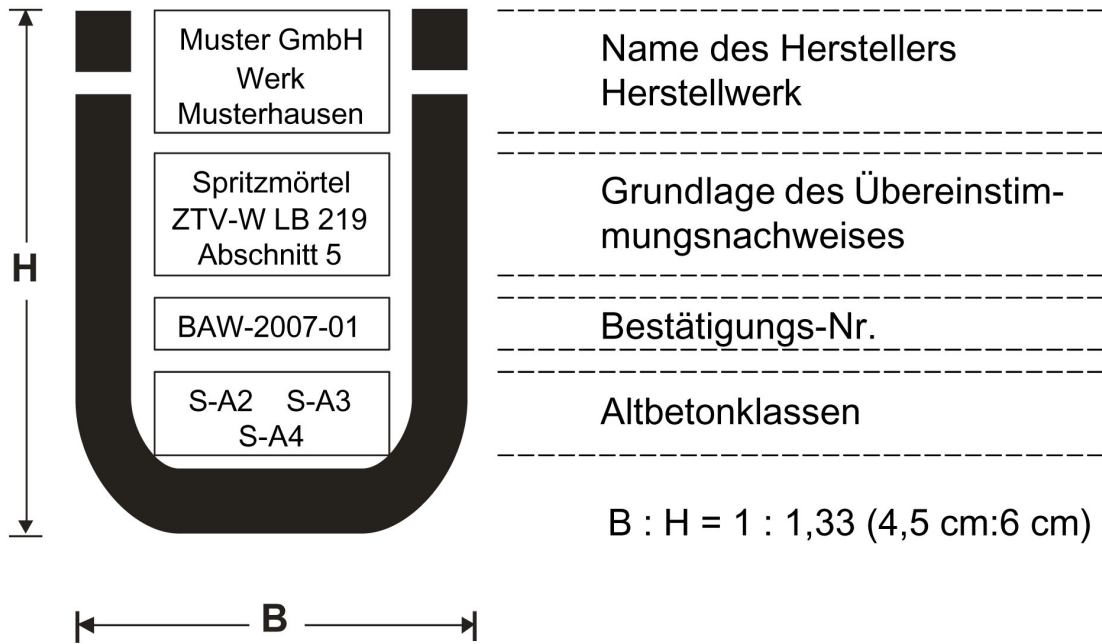 Muster GmbH
Werk
Musterhausen
Name des Herstellers
Herstellwerk
Spritzmörtel
ZTV-W LB 219
Abschnitt 5
Grundlage des Übereinstim-
mungsnachweises
H
BAW-2007-01
Bestätigungs-Nr.
S-A2 S-A3
S-A4
Altbetonklassen
B : H = 1 : 1,33 (4,5 cm:6 cm)
B